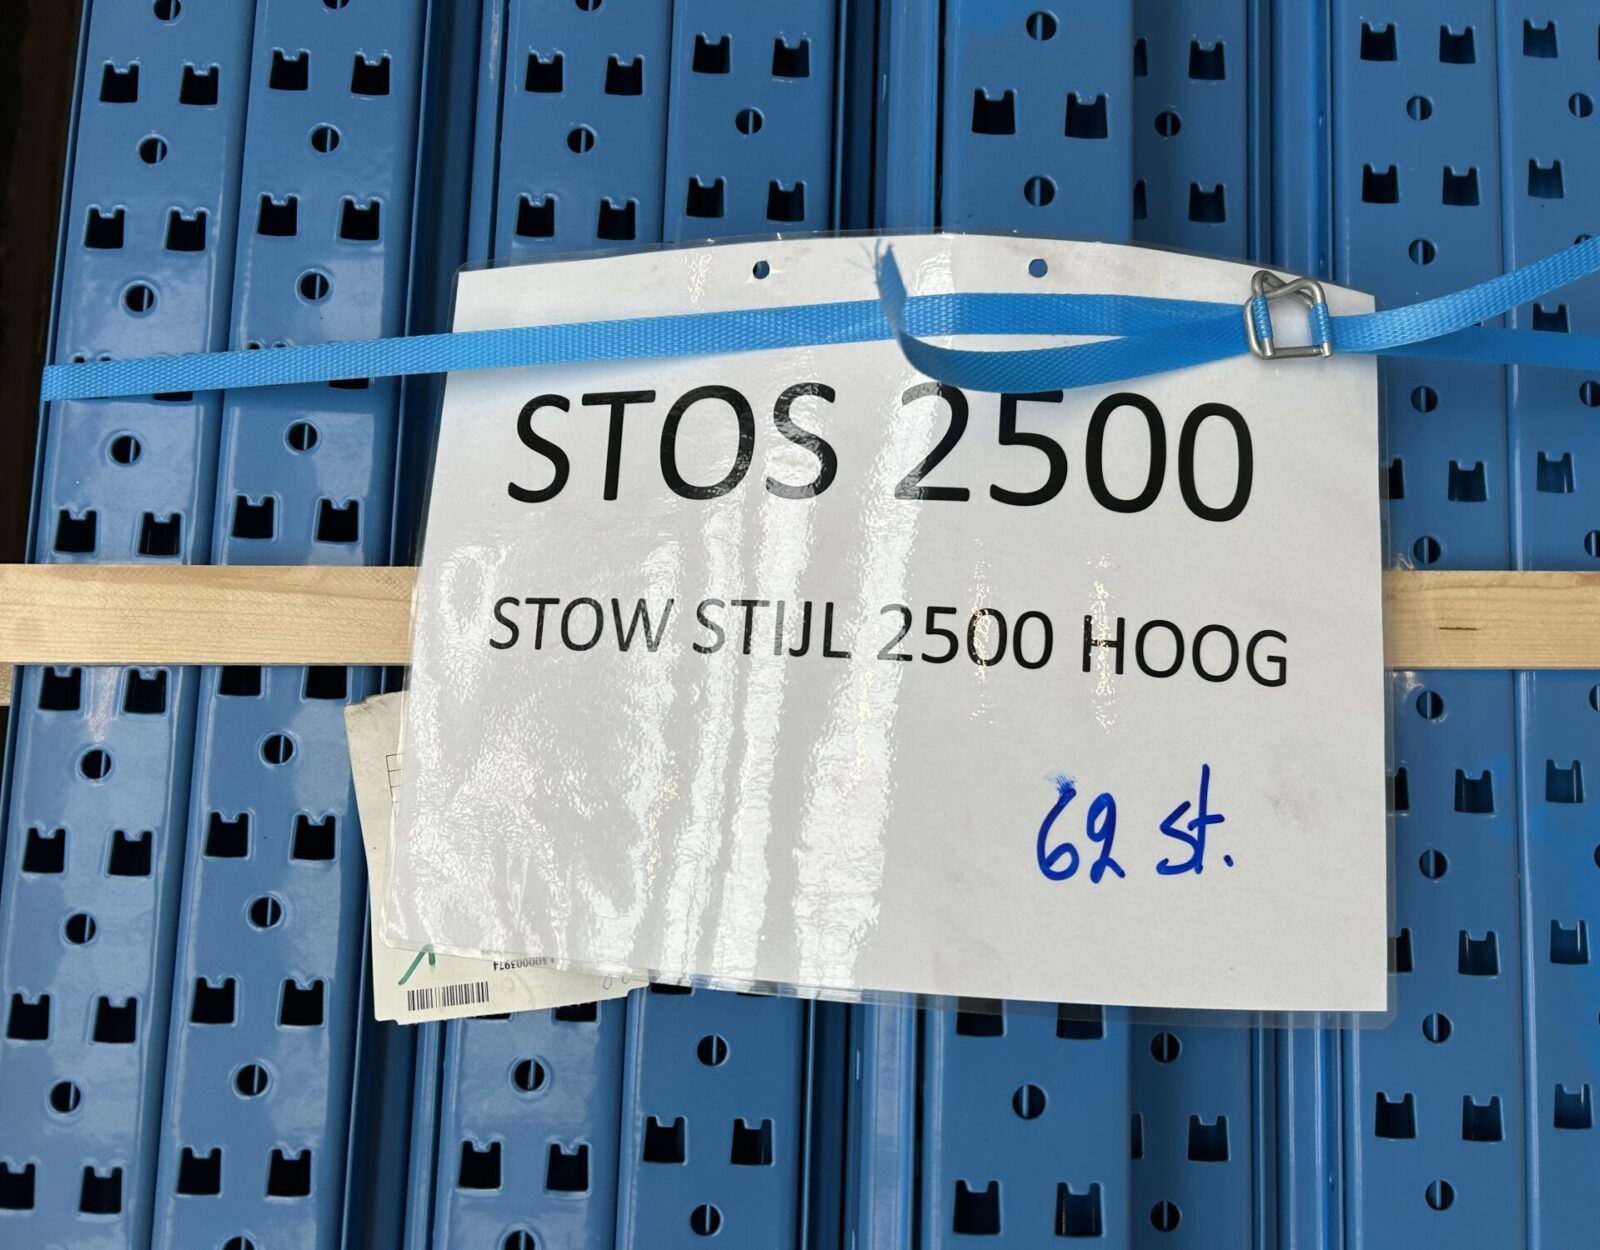 STOS 2500
STOW STIJL 2500 HOOG
62 st.